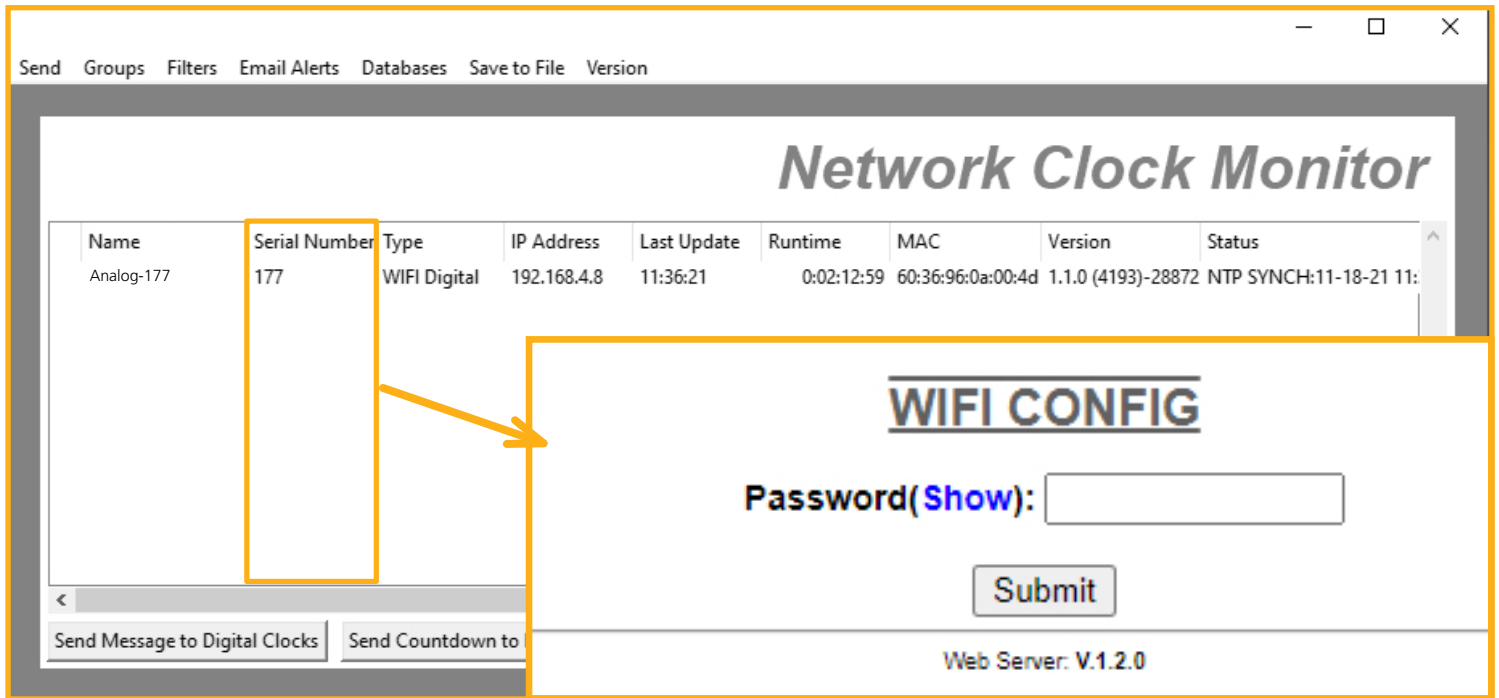 Send Groups Filters Email Alerts Databases Save to File Version
Network Clock Monitor
Name Serial Number Type IP Address Last Update Runtime MAC Version Status
Analog-177 177 WIFI Digital 192.168.4.8 11:36:21 0:02:12:59 60:36:96:0a:00:4d 1.1.0 (4193)-28872 NTP SYNCH:11-18-21 11:
WIFI CONFIG
Password(Show):
Submit
Send Message to Digital Clocks Send Countdown to
Web Server: V.1.2.0